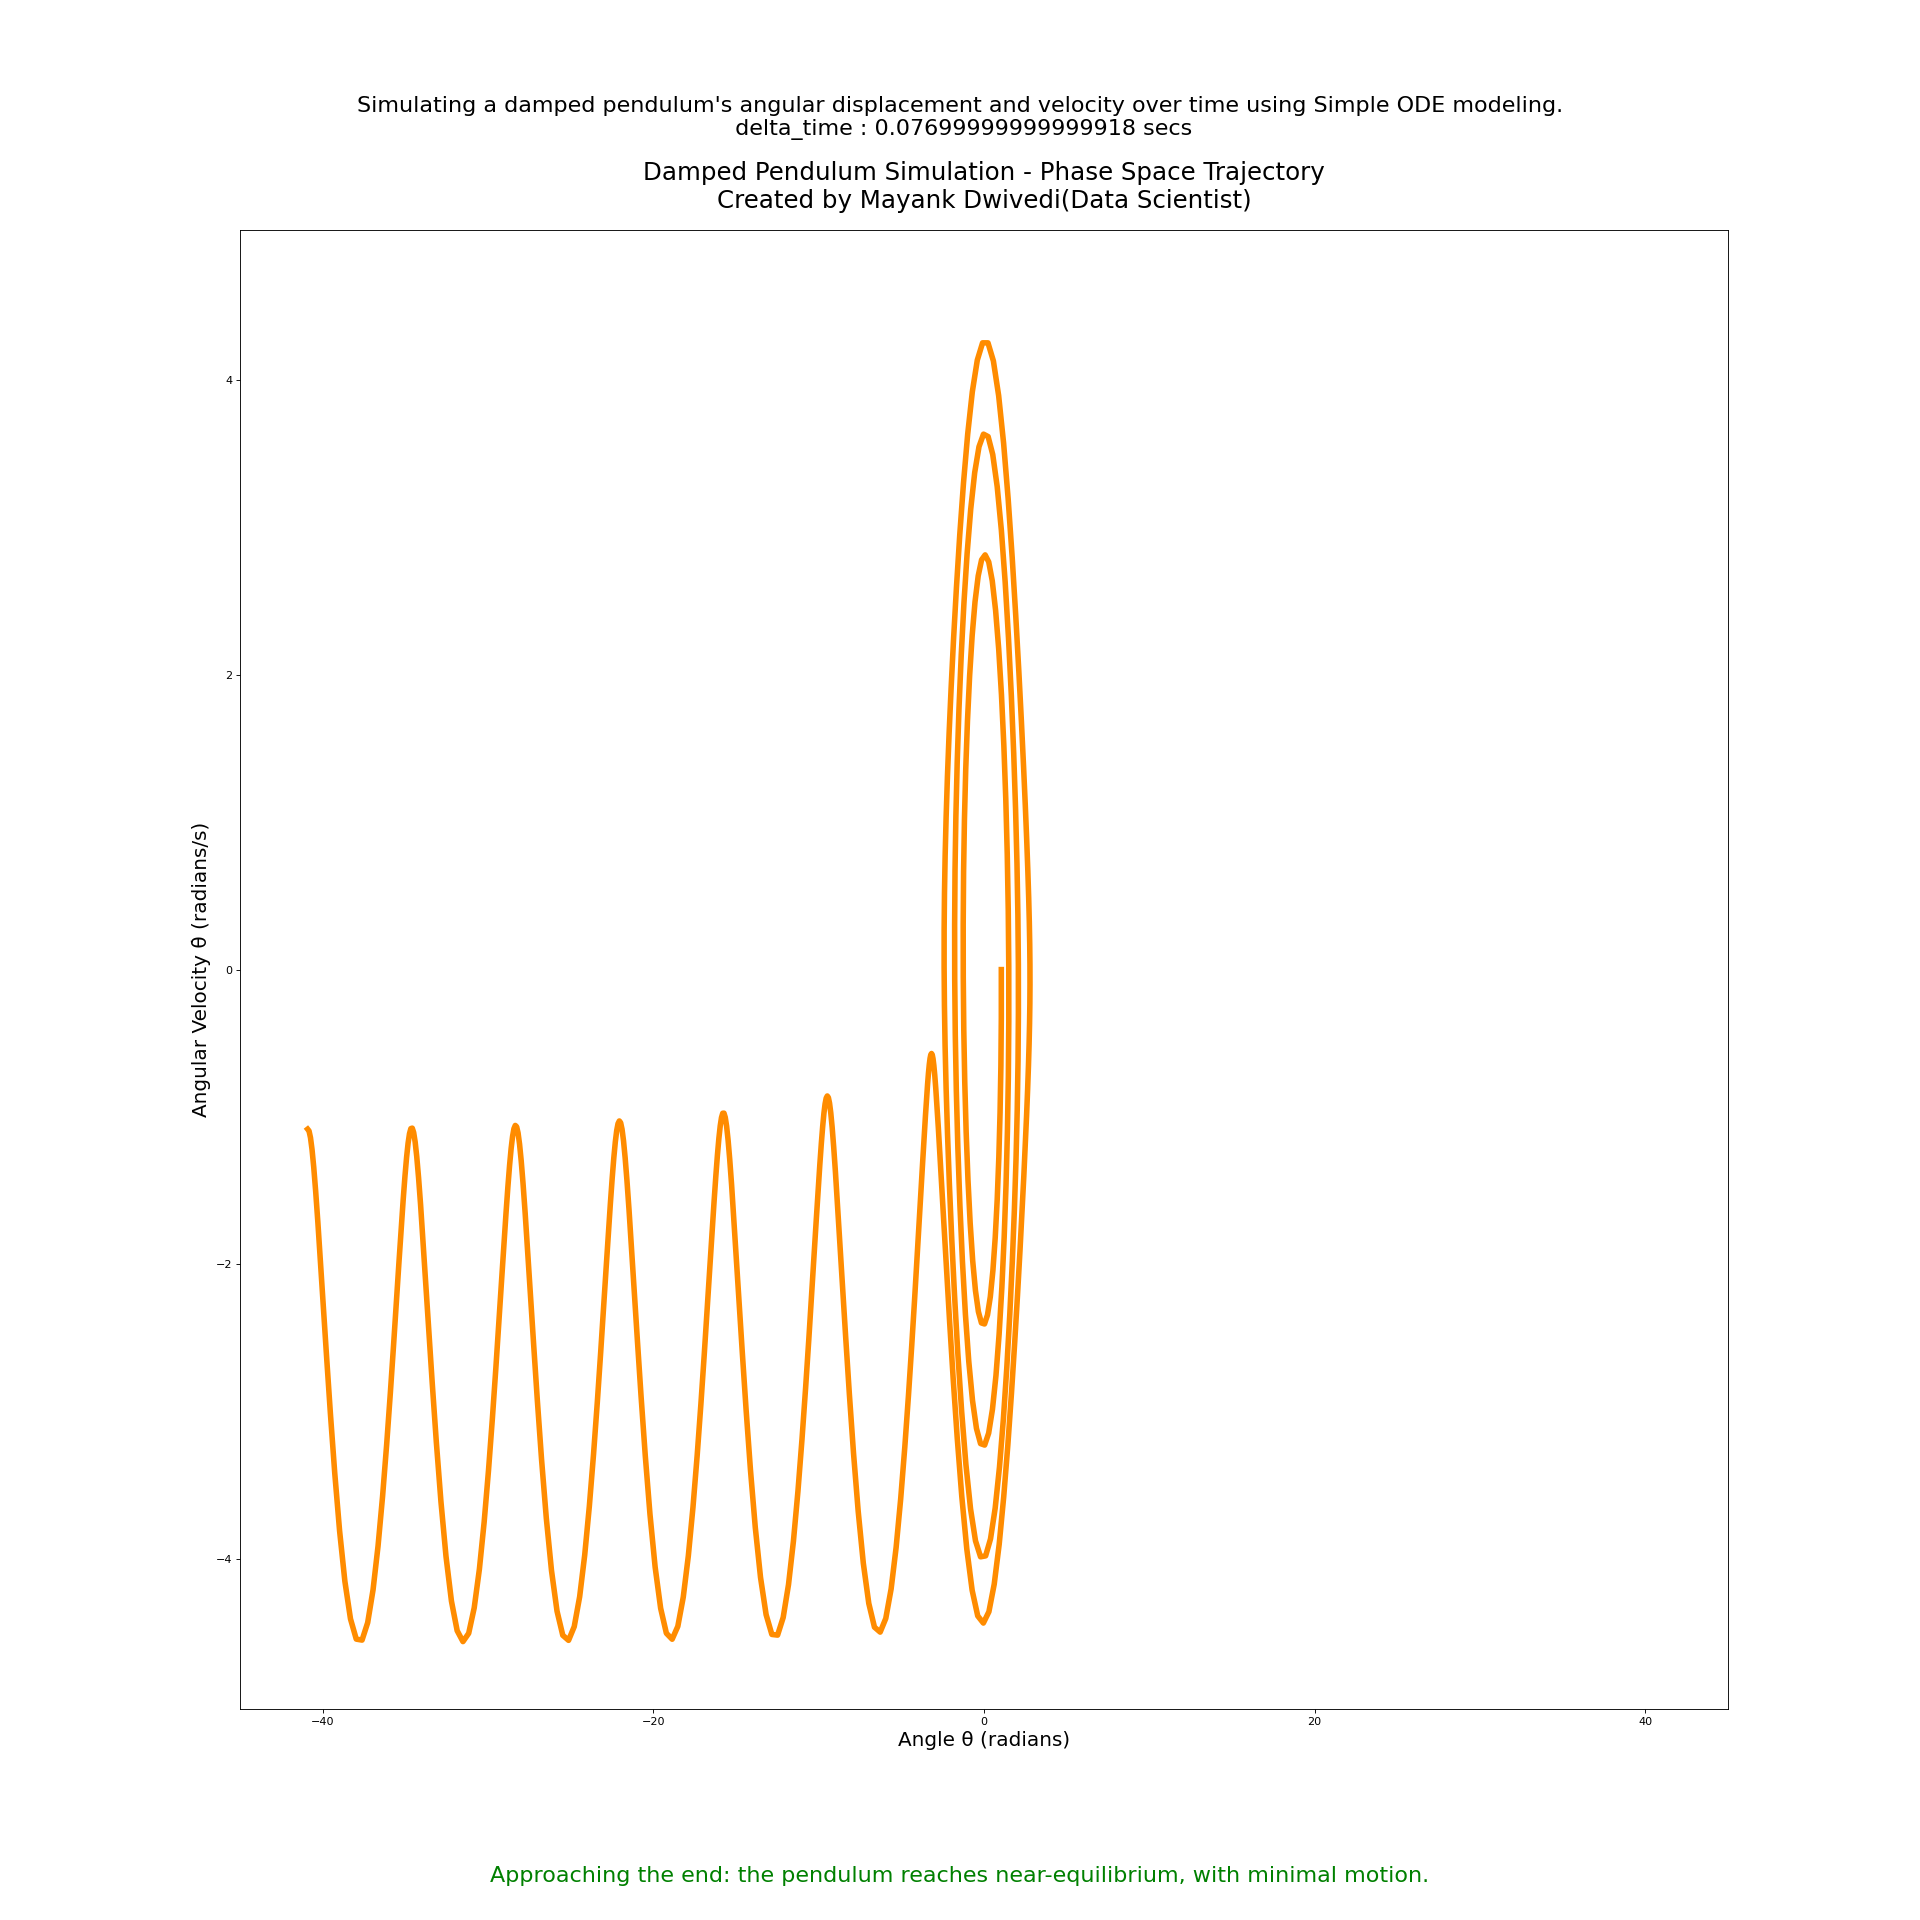 Simulating a damped pendulum's angular displacement and velocity over time using Simple ODE modeling.
delta_time : 0.07699999999999918 secs
Damped Pendulum Simulation - Phase Space Trajectory
Created by Mayank Dwivedi(Data Scientist)
Angular Velocity θ (radians/s)
4
2
0
−2
−4
−40
−20
0
20
40
Angle θ (radians)
Approaching the end: the pendulum reaches near-equilibrium, with minimal motion.